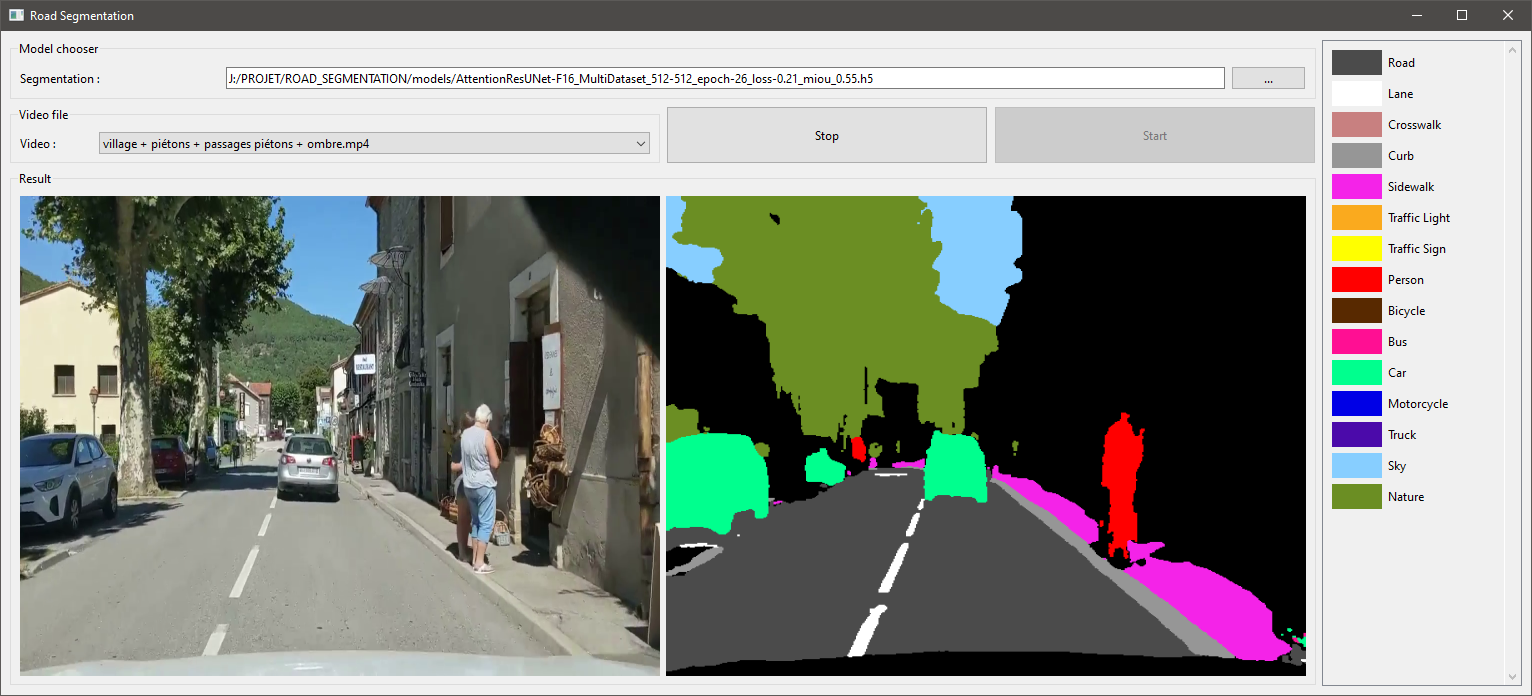 Road Segmentation
Model chooser
Segmentation :
J:/PROJET/ROAD_SEGMENTATION/models/AttentionResUNet-F16_MultiDataset_512-512_epoch-26_loss-0.21_miou_0.55.h5
...
Video file
Video :
village + piétons + passages piétons + ombre.mp4
Stop
Start
Result
RESTAURANT
Road
Lane
Crosswalk
Curb
Sidewalk
Traffic Light
Traffic Sign
Person
Bicycle
Bus
Car
Motorcycle
Truck
Sky
Nature